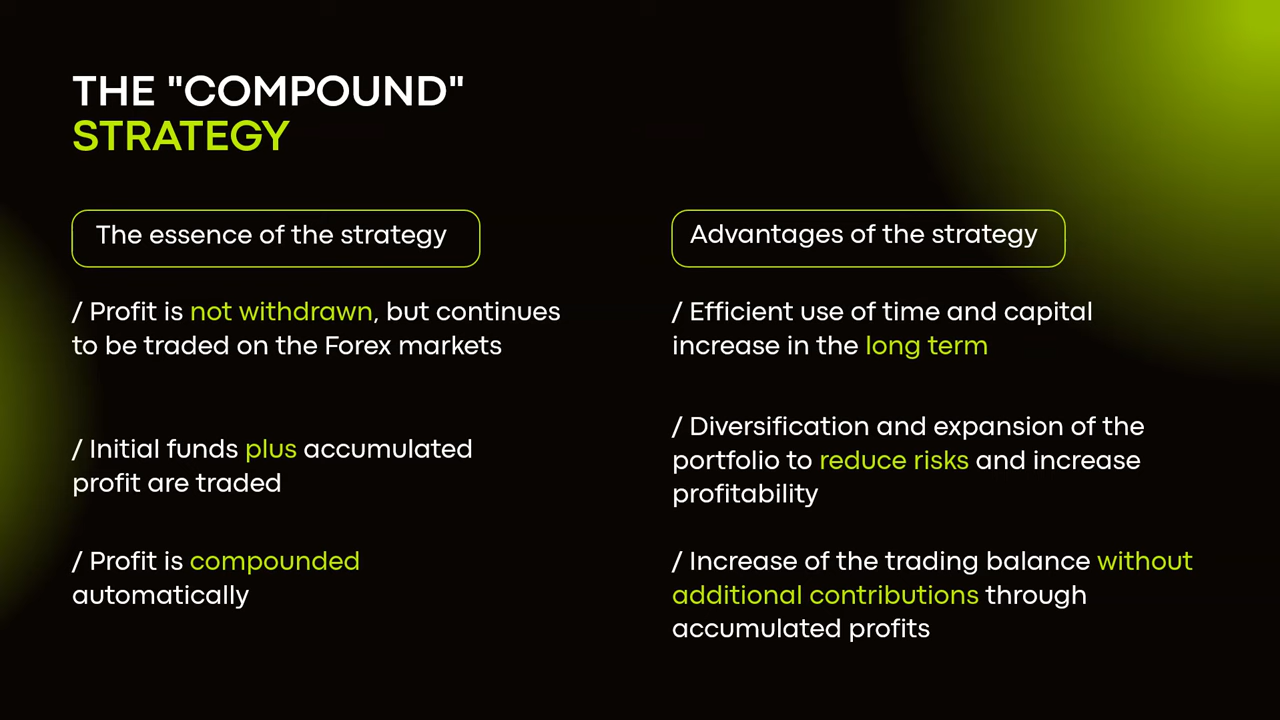 THE "COMPOUND"
STRATEGY
The essence of the strategy
/ Profit is not withdrawn, but continues
to be traded on the Forex markets
/ Initial funds plus accumulated
profit are traded
/ Profit is compounded
automatically
Advantages of the strategy
/ Efficient use of time and capital
increase in the long term
/ Diversification and expansion of the
portfolio to reduce risks and increase
profitability
/ Increase of the trading balance without
additional contributions through
accumulated profits